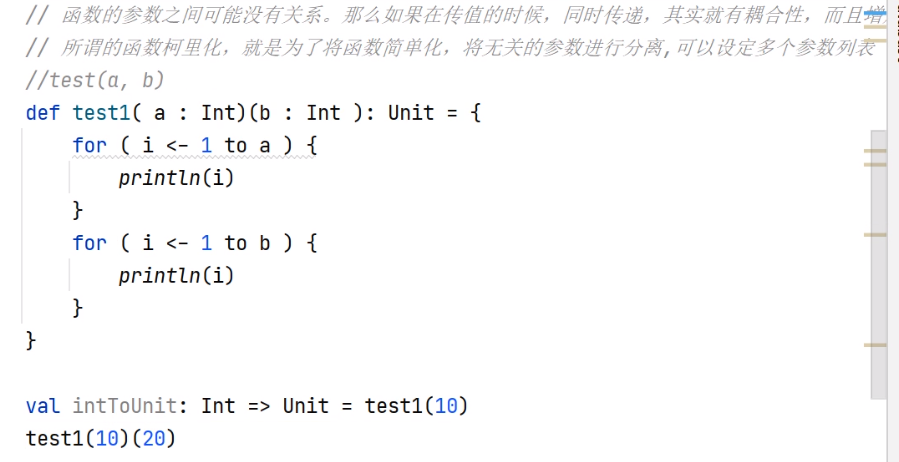 // 函数的参数之间可能没有关系。那么如果在传值的时候，同时传递，其实就有耦合性，而且增
// 所谓的函数柯里化，就是为了将函数简单化，将无关的参数进行分离,可以设定多个参数列表
//test(a, b)
def test1( a : Int)(b : Int ): Unit = {
    for ( i <- 1 to a ) {
        println(i)
    }
    for ( i <- 1 to b ) {
        println(i)
    }
}
val intToUnit: Int => Unit = test1(10)
test1(10)(20)